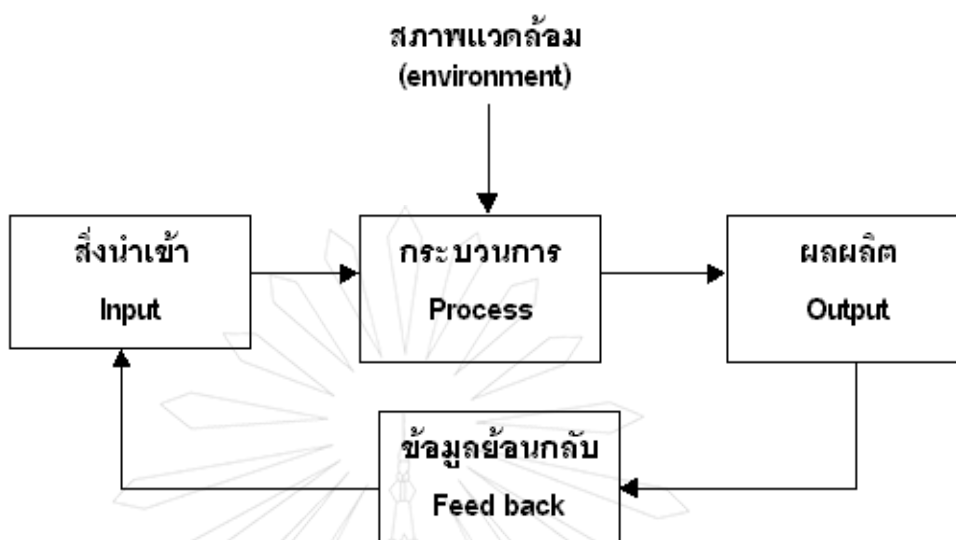 สภาพแวดล้อม
(environment)
สิ่งนำเข้า
Input
กระบวนการ
Process
ผลผลิต
Output
ข้อมูลย้อนกลับ
Feed back